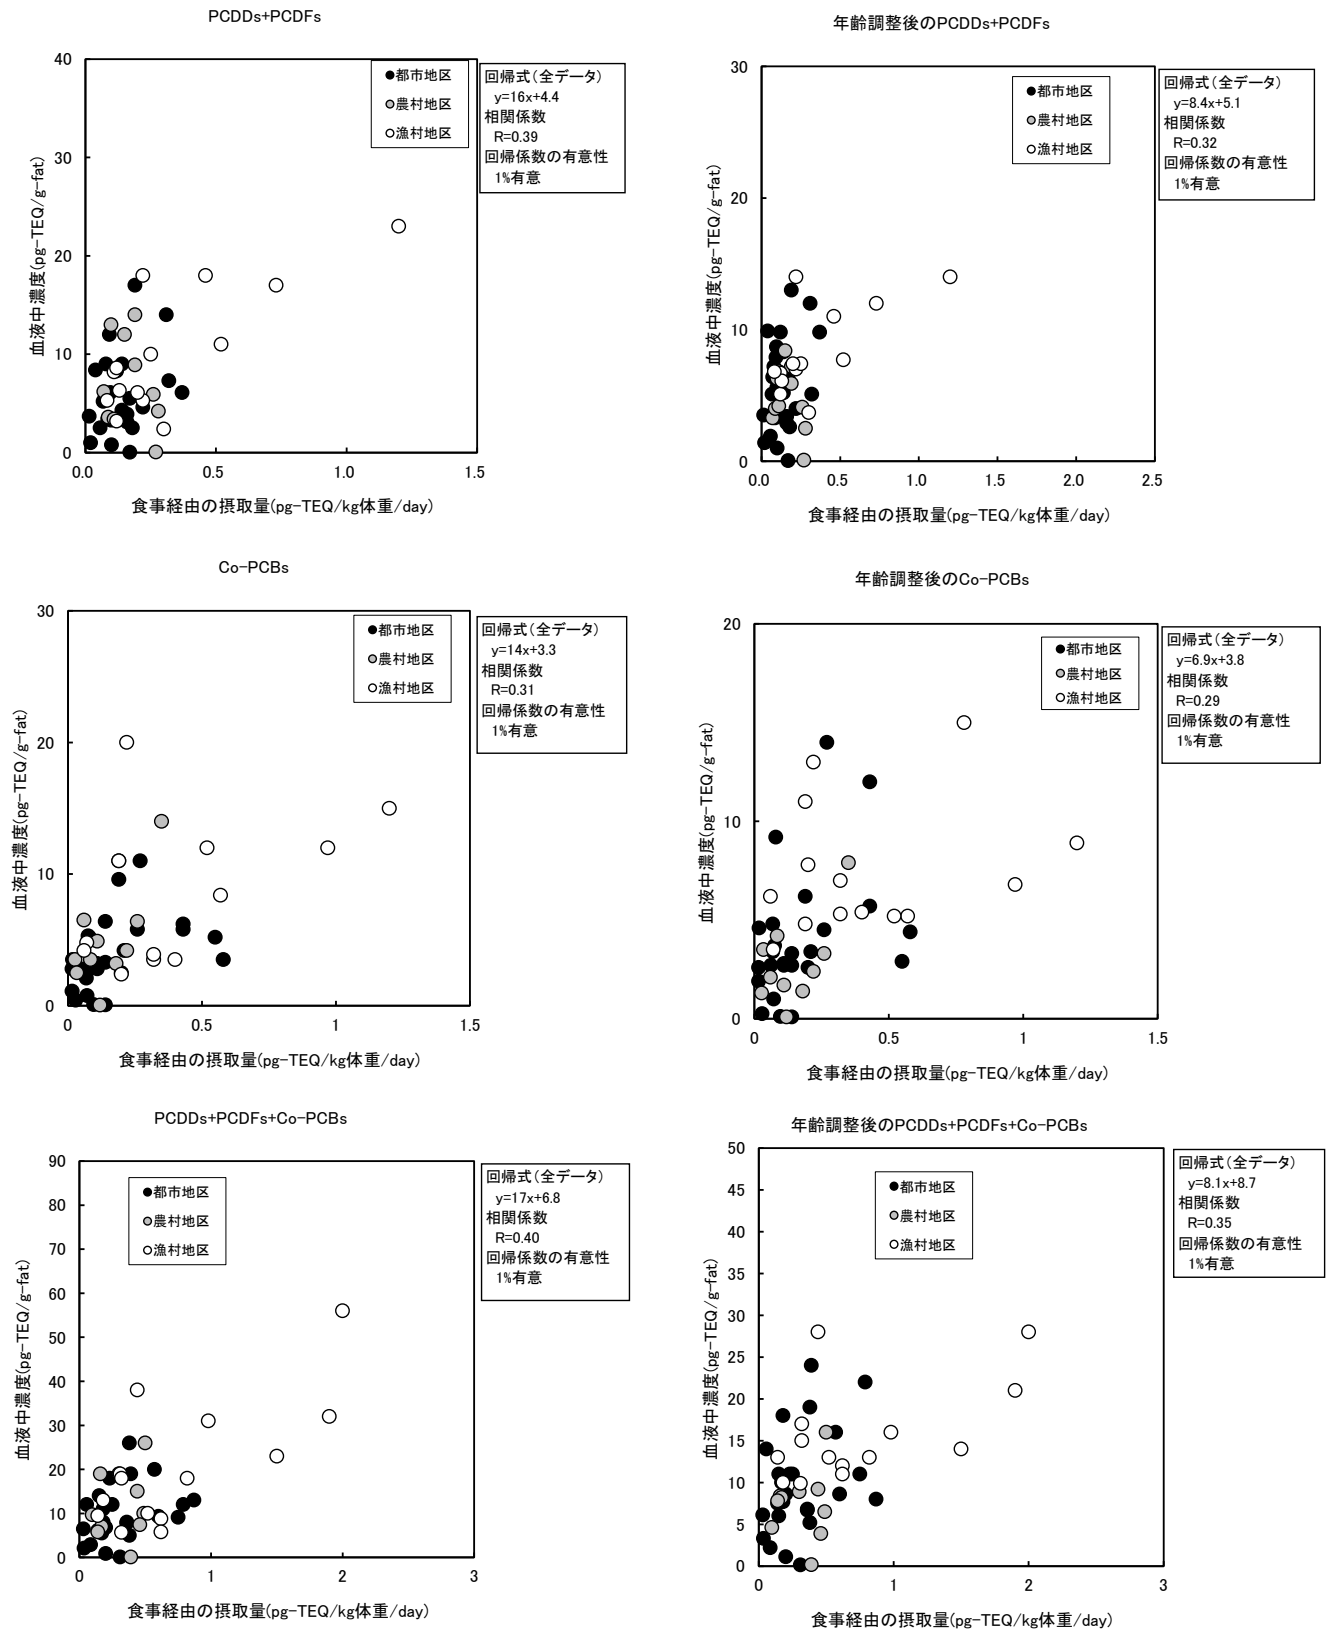 PCDDs+PCDFs
40
30
20
10
0
0.0
0.5
1.0
1.5
血液中濃度(pg-TEQ/g-fat)
食事経由の摂取量(pg-TEQ/kg体重/day)
都市地区
農村地区
漁村地区
回帰式(全データ)
y=16x+4.4
相関係数
R=0.39
回帰係数の有意性
1%有意
年齢調整後のPCDDs+PCDFs
30
20
10
0
0.0
0.5
1.0
1.5
2.0
2.5
血液中濃度(pg-TEQ/g-fat)
食事経由の摂取量(pg-TEQ/kg体重/day)
都市地区
農村地区
漁村地区
回帰式(全データ)
y=8.4x+5.1
相関係数
R=0.32
回帰係数の有意性
1%有意
Co-PCBs
30
20
10
0
0
0.5
1
1.5
血液中濃度(pg-TEQ/g-fat)
食事経由の摂取量(pg-TEQ/kg体重/day)
都市地区
農村地区
漁村地区
回帰式(全データ)
y=14x+3.3
相関係数
R=0.31
回帰係数の有意性
1%有意
年齢調整後のCo-PCBs
20
10
0
0
0.5
1
1.5
血液中濃度(pg-TEQ/g-fat)
食事経由の摂取量(pg-TEQ/kg体重/day)
都市地区
農村地区
漁村地区
回帰式(全データ)
y=6.9x+3.8
相関係数
R=0.29
回帰係数の有意性
1%有意
PCDDs+PCDFs+Co-PCBs
90
80
70
60
50
40
30
20
10
0
0
1
2
3
血液中濃度(pg-TEQ/g-fat)
食事経由の摂取量(pg-TEQ/kg体重/day)
都市地区
農村地区
漁村地区
回帰式(全データ)
y=17x+6.8
相関係数
R=0.40
回帰係数の有意性
1%有意
年齢調整後のPCDDs+PCDFs+Co-PCBs
50
45
40
35
30
25
20
15
10
5
0
0
1
2
3
血液中濃度(pg-TEQ/g-fat)
食事経由の摂取量(pg-TEQ/kg体重/day)
都市地区
農村地区
漁村地区
回帰式(全データ)
y=8.1x+8.7
相関係数
R=0.35
回帰係数の有意性
1%有意